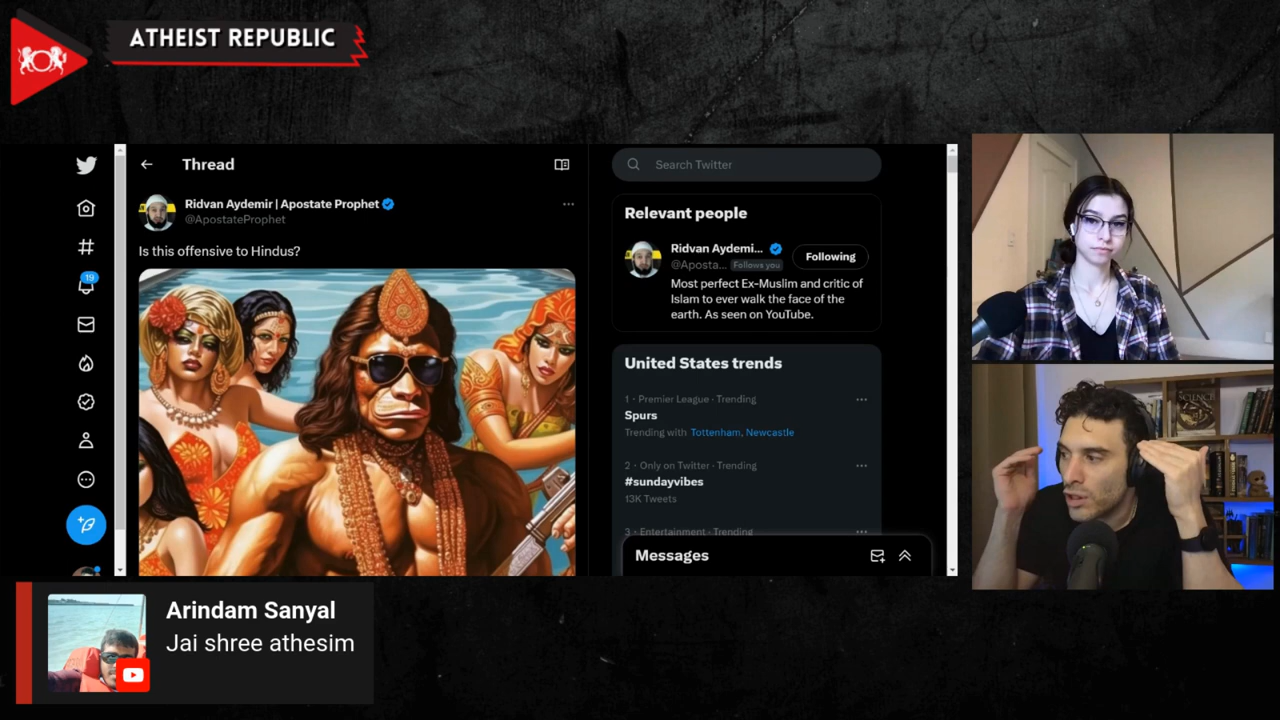 ATHEIST REPUBLIC
Thread
Search Twitter
Ridvan Aydemir | Apostate Prophet
@ApostateProphet
Is this offensive to Hindus?
19
Relevant people
Ridvan Aydemi...
@Aposta... Follows you
Following
Most perfect Ex-Muslim and critic of
Islam to ever walk the face of the
earth. As seen on YouTube.
United States trends
1 · Premier League · Trending
Spurs
Trending with Tottenham, Newcastle
2 · Only on Twitter · Trending
#sundayvibes
13K Tweets
3 · Entertainment · Trending
Messages
SCIENCE
Arindam Sanyal
Jai shree athesim